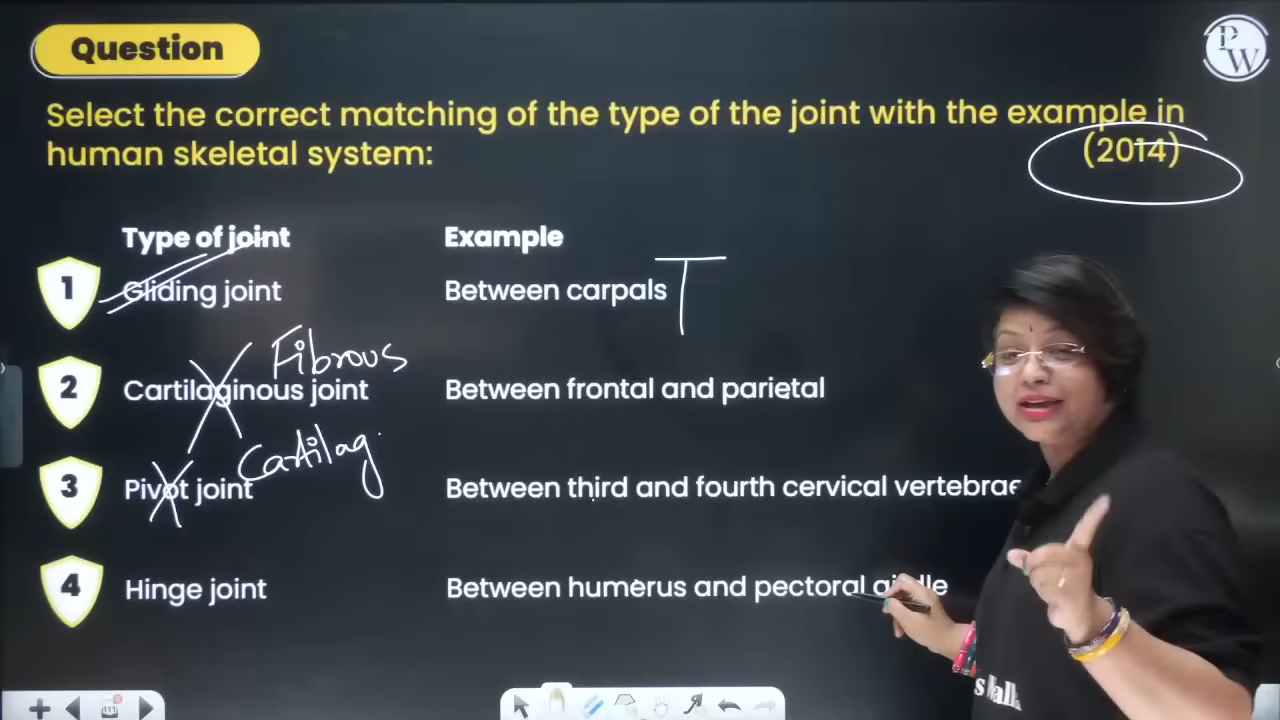 Question
PW
Select the correct matching of the type of the joint with the example in
human skeletal system: (2014)
Type of joint Example
1 Gliding joint Between carpals T
Fibrous
2 Cartilaginous joint Between frontal and parietal
Cartilag.
3 Pivot joint Between third and fourth cervical vertebrae
4 Hinge joint Between humerus and pectoral girdle
111